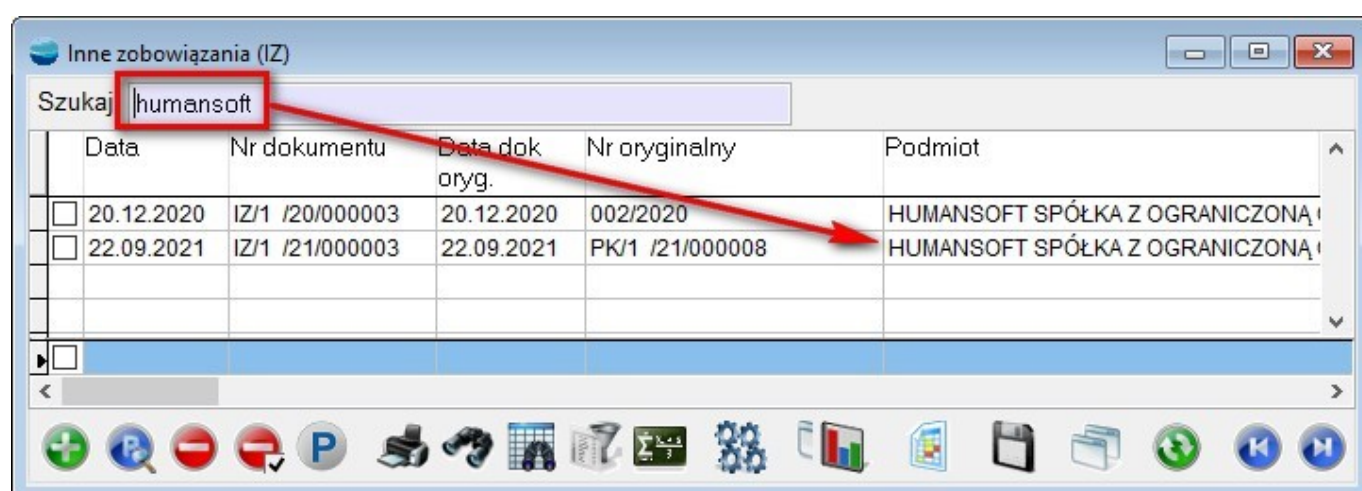 Inne zobowiązania (IZ)
Szukaj humansoft
Data Nr dokumentu Data dok oryg. Nr oryginalny Podmiot
20.12.2020 IZ/1 /20/000003 20.12.2020 002/2020 HUMANSOFT SPÓŁKA Z OGRANICZONĄ
22.09.2021 IZ/1 /21/000003 22.09.2021 PK/1 /21/000008 HUMANSOFT SPÓŁKA Z OGRANICZONĄ
P